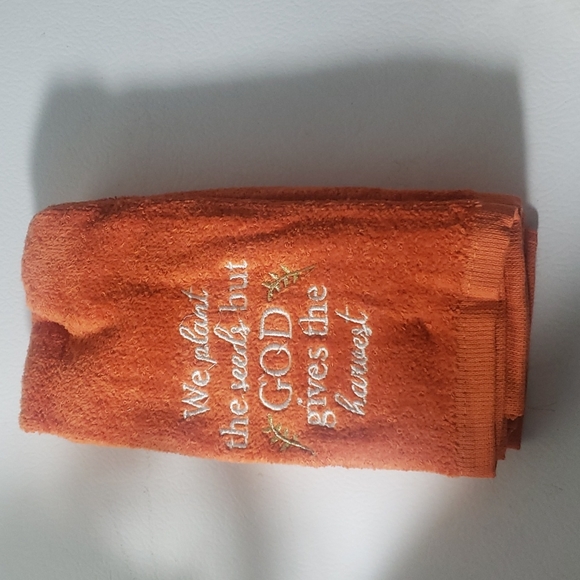 We plant
the seeds but
GOD
gives the
harvest